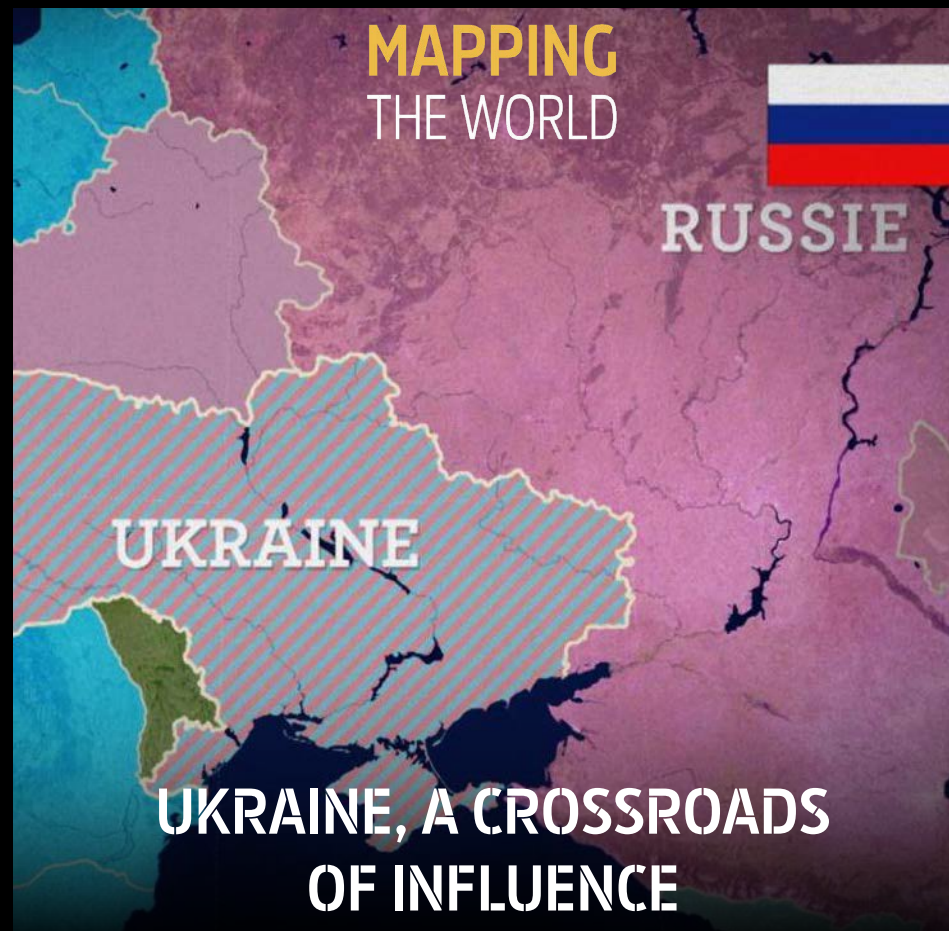 MAPPING
THE WORLD
RUSSIE
UKRAINE
UKRAINE, A CROSSROADS
OF INFLUENCE